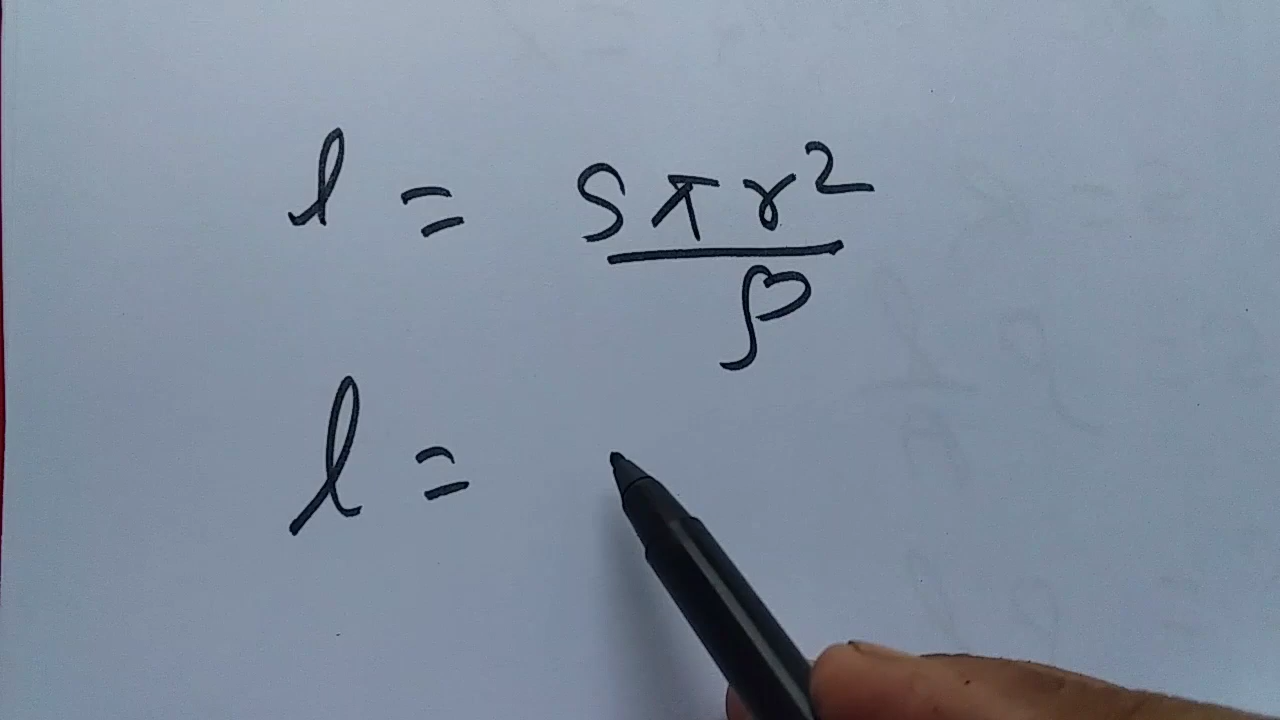 l = Sπr² / ρ
l =